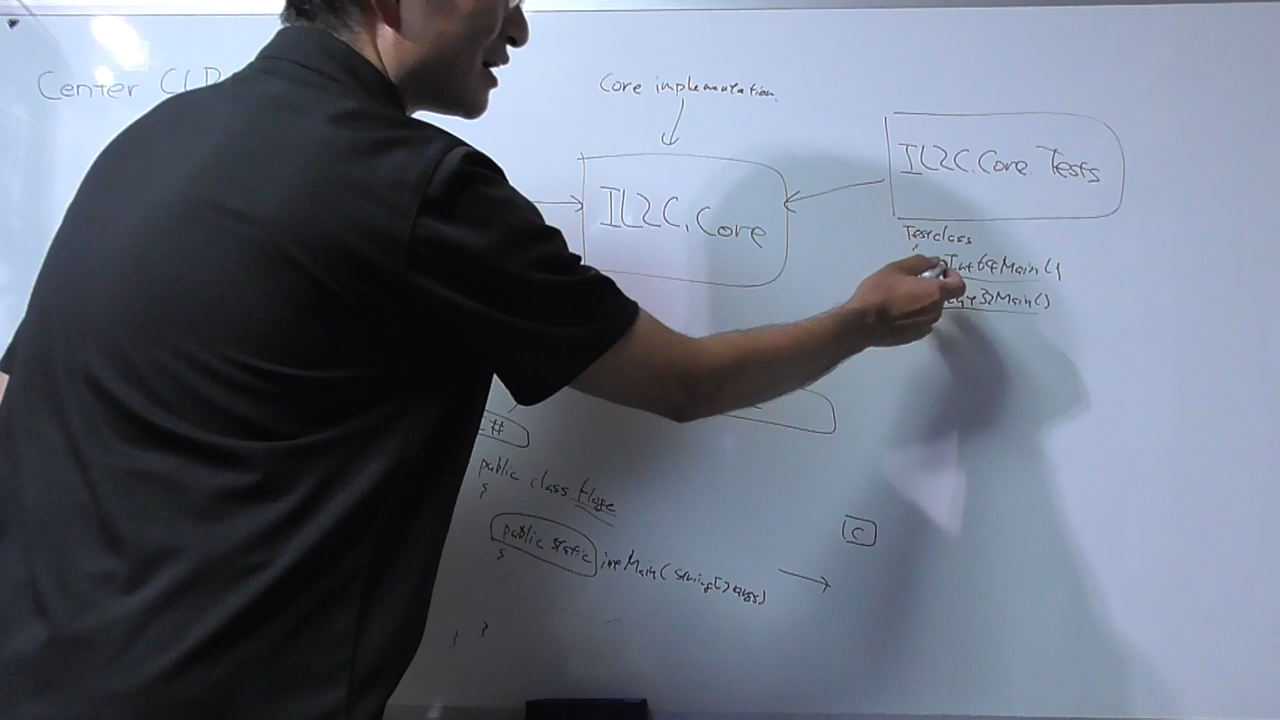 Center CLR
Core implementation
IL2C.Core
IL2C.Core Tests
Testclass
Int64Main()
32Main()
C#
public class Hoge
{
public static int Main(string[] args)
{
}
}
C